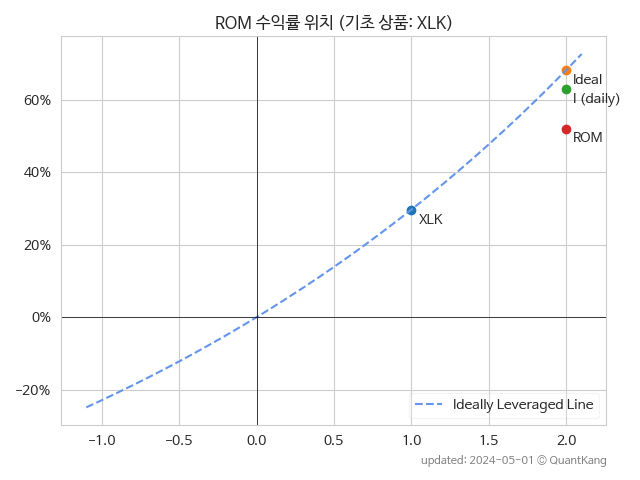 ROM 수익률 위치 (기초 상품: XLK)
60%
40%
20%
0%
−20%
Ideal
I (daily)
ROM
XLK
Ideally Leveraged Line
−1.0 −0.5 0.0 0.5 1.0 1.5 2.0
updated: 2024-05-01 © QuantKang